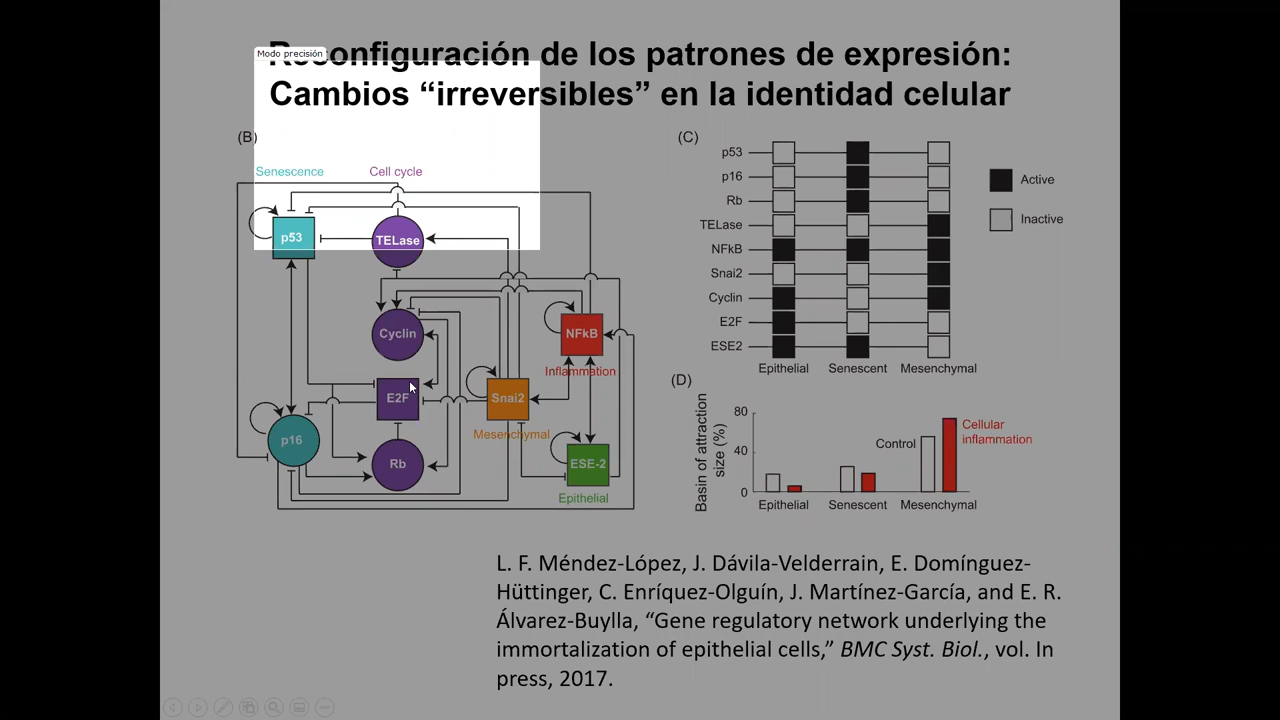 Modo precisión
Reconfiguración de los patrones de expresión:
Cambios “irreversibles” en la identidad celular
(B)
Senescence
Cell cycle
p53
TELase
Cyclin
NFkB
Inflammation
E2F
Snai2
Mesenchymal
p16
Rb
ESE-2
Epithelial
(C)
p53
p16
Rb
TELase
NFkB
Snai2
Cyclin
E2F
ESE2
Epithelial Senescent Mesenchymal
Active
Inactive
(D)
Basin of attraction
size (%)
80
40
0
Control
Cellular
inflammation
Epithelial Senescent Mesenchymal
L. F. Méndez-López, J. Dávila-Velderrain, E. Domínguez-
Hüttinger, C. Enríquez-Olguín, J. Martínez-García, and E. R.
Álvarez-Buylla, “Gene regulatory network underlying the
immortalization of epithelial cells,” BMC Syst. Biol., vol. In
press, 2017.